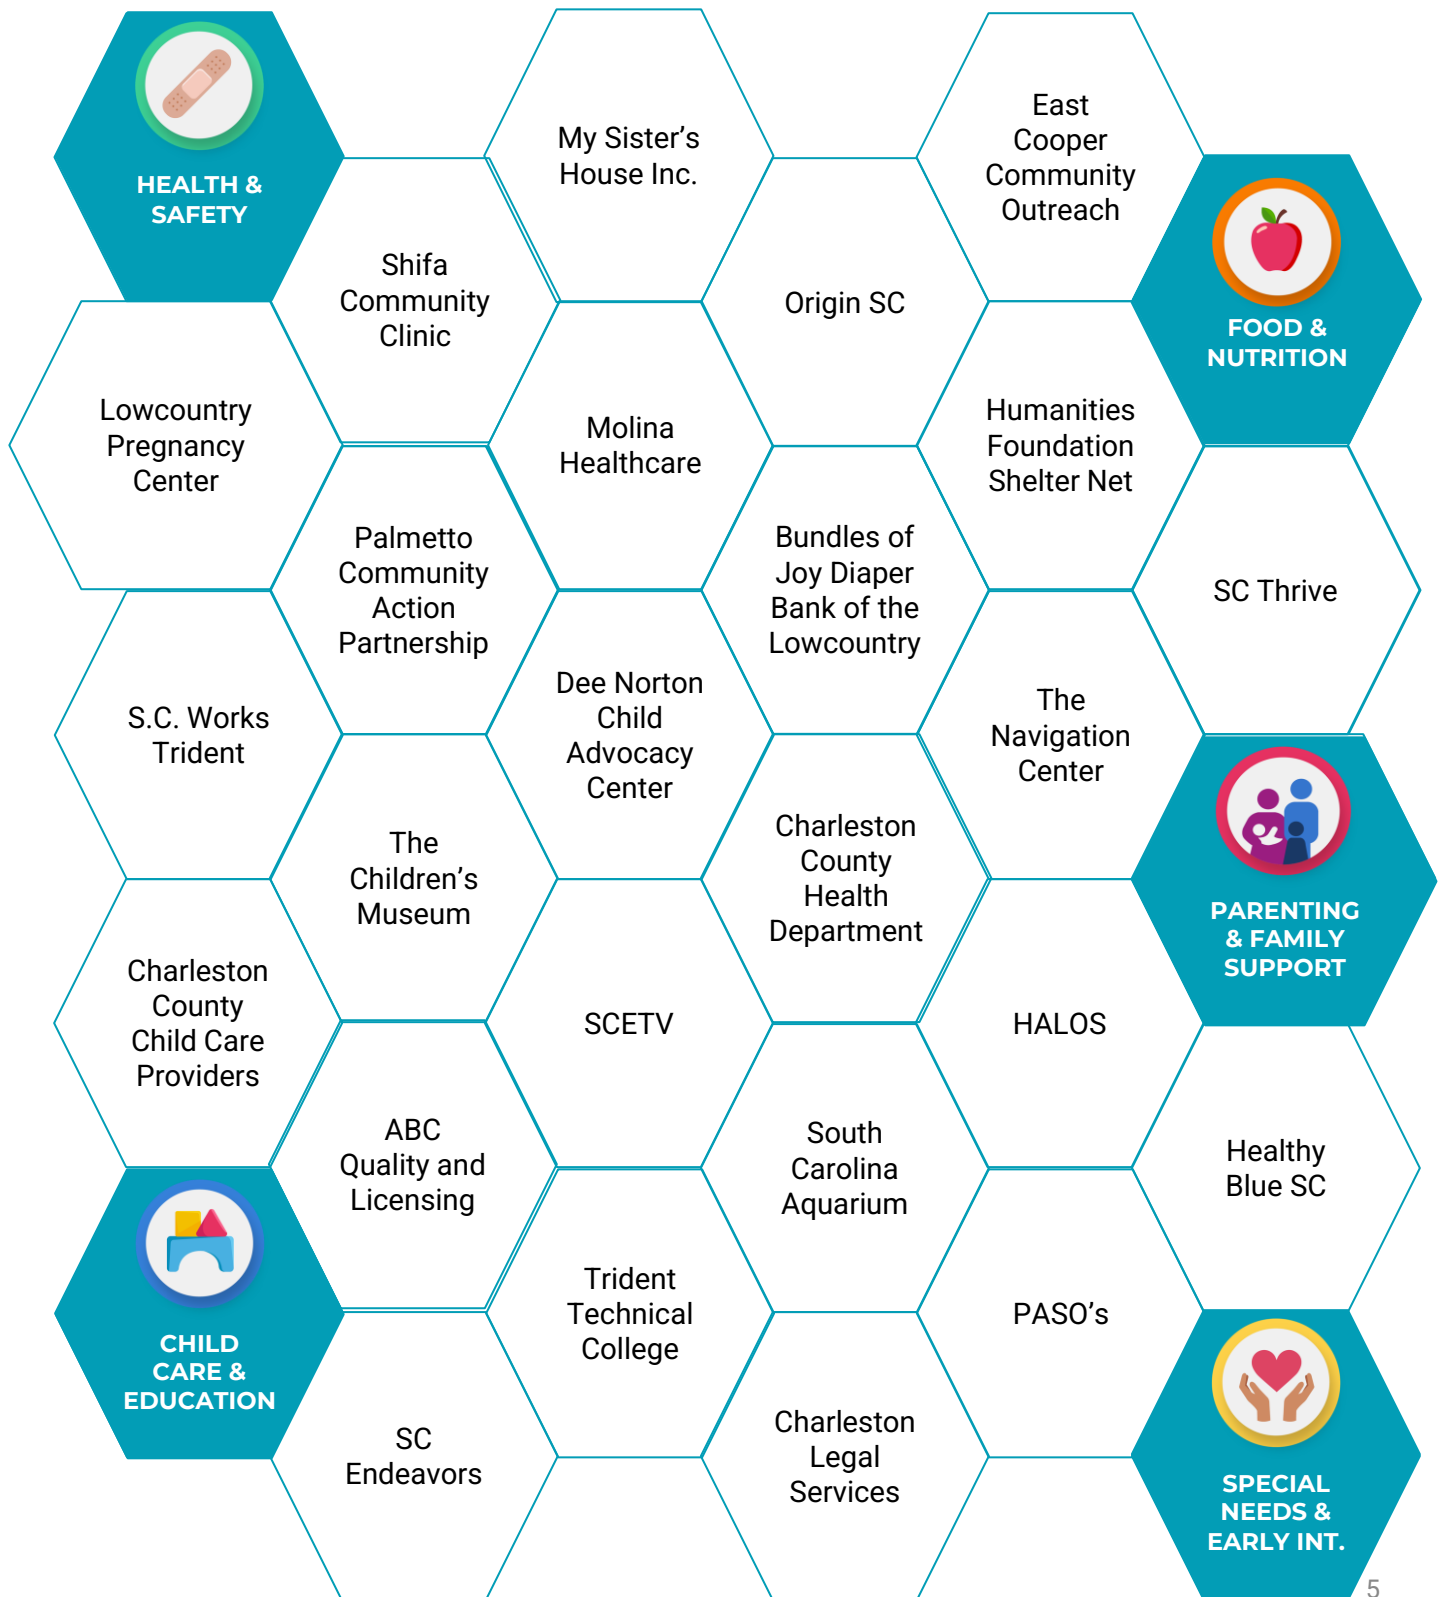 HEALTH &
SAFETY
My Sister’s
House Inc.
East
Cooper
Community
Outreach
Shifa
Community
Clinic
Origin SC
FOOD &
NUTRITION
Lowcountry
Pregnancy
Center
Molina
Healthcare
Humanities
Foundation
Shelter Net
Palmetto
Community
Action
Partnership
Bundles of
Joy Diaper
Bank of the
Lowcountry
SC Thrive
S.C. Works
Trident
Dee Norton
Child
Advocacy
Center
The
Navigation
Center
The
Children’s
Museum
Charleston
County
Health
Department
PARENTING
& FAMILY
SUPPORT
Charleston
County
Child Care
Providers
SCETV
HALOS
ABC
Quality and
Licensing
South
Carolina
Aquarium
Healthy
Blue SC
CHILD
CARE &
EDUCATION
Trident
Technical
College
PASO’s
SC
Endeavors
Charleston
Legal
Services
SPECIAL
NEEDS &
EARLY INT.
5